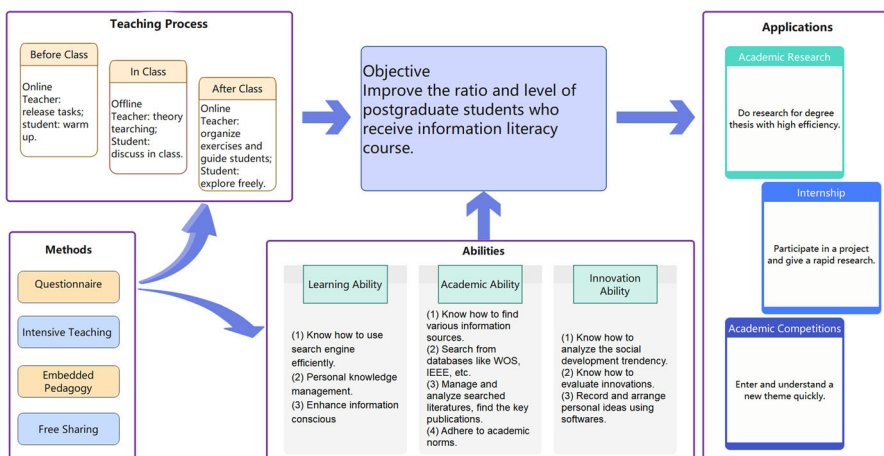 Teaching Process
Before Class
Online
Teacher:
release tasks;
student: warm
up.
In Class
Offline
Teacher: theory
tearching;
Student:
discuss in class.
After Class
Online
Teacher:
organize
exercises and
guide students;
Student:
explore freely.
Objective
Improve the ratio and level of
postgraduate students who
receive information literacy
course.
Applications
Academic Research
Do research for degree
thesis with high efficiency.
Internship
Participate in a project
and give a rapid research.
Academic Competitions
Enter and understand a
new theme quickly.
Methods
Questionnaire
Intensive Teaching
Embedded
Pedagogy
Free Sharing
Abilities
Learning Ability
(1) Know how to use
search engine
efficiently.
(2) Personal knowledge
management.
(3) Enhance information
conscious
Academic Ability
(1) Know how to find
various information
sources.
(2) Search from
databases like WOS,
IEEE, etc.
(3) Manage and
analyze searched
literatures, find the key
publications.
(4) Adhere to academic
norms.
Innovation
Ability
(1) Know how to
analyze the social
development trendency.
(2) Know how to
evaluate innovations.
(3) Record and arrange
personal ideas using
softwares.